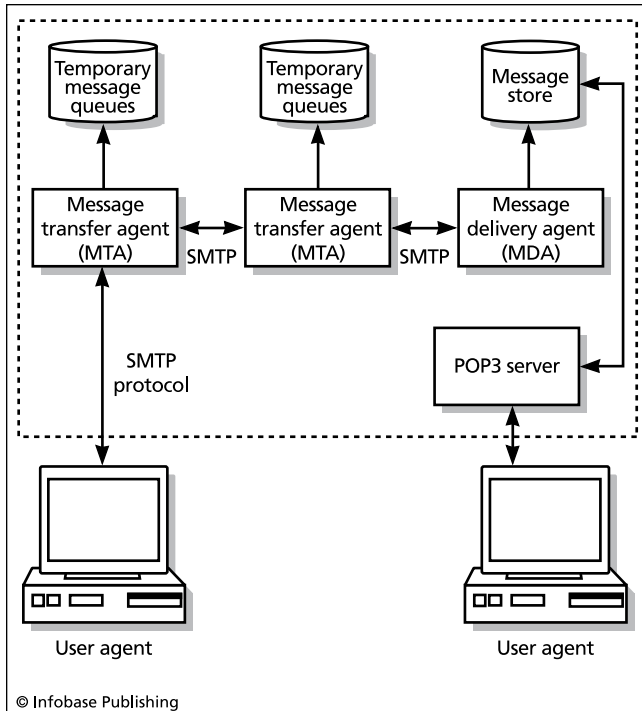 Temporary
message
queues
Temporary
message
queues
Message
store
Message
transfer agent
(MTA)
SMTP
Message
transfer agent
(MTA)
SMTP
Message
delivery agent
(MDA)
SMTP
protocol
POP3 server
User agent
User agent
© Infobase Publishing